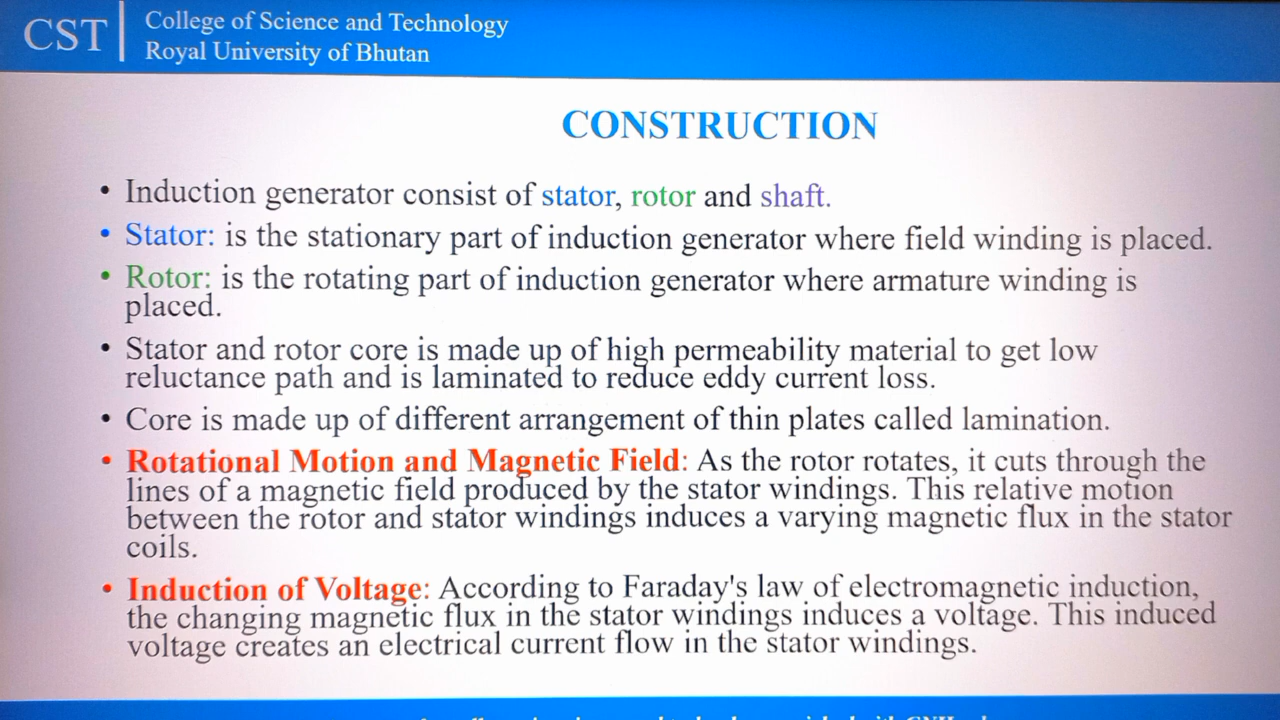 CST
College of Science and Technology
Royal University of Bhutan
CONSTRUCTION
• Induction generator consist of stator, rotor and shaft.
• Stator: is the stationary part of induction generator where field winding is placed.
• Rotor: is the rotating part of induction generator where armature winding is
placed.
• Stator and rotor core is made up of high permeability material to get low
reluctance path and is laminated to reduce eddy current loss.
• Core is made up of different arrangement of thin plates called lamination.
• Rotational Motion and Magnetic Field: As the rotor rotates, it cuts through the
lines of a magnetic field produced by the stator windings. This relative motion
between the rotor and stator windings induces a varying magnetic flux in the stator
coils.
• Induction of Voltage: According to Faraday's law of electromagnetic induction,
the changing magnetic flux in the stator windings induces a voltage. This induced
voltage creates an electrical current flow in the stator windings.